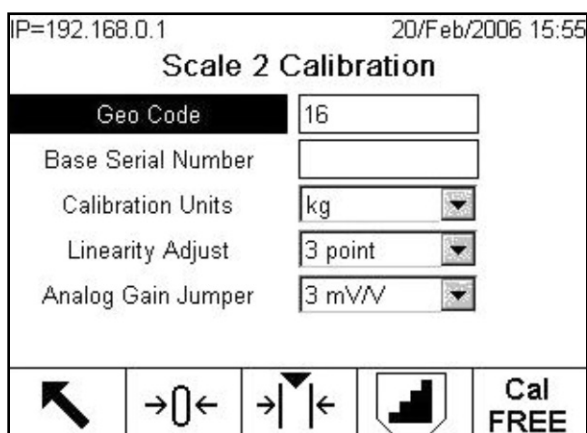 IP=192.168.0.1 20/Feb/2006 15:55
Scale 2 Calibration
Geo Code 16
Base Serial Number
Calibration Units kg
Linearity Adjust 3 point
Analog Gain Jumper 3 mV/V
→0← Cal
FREE